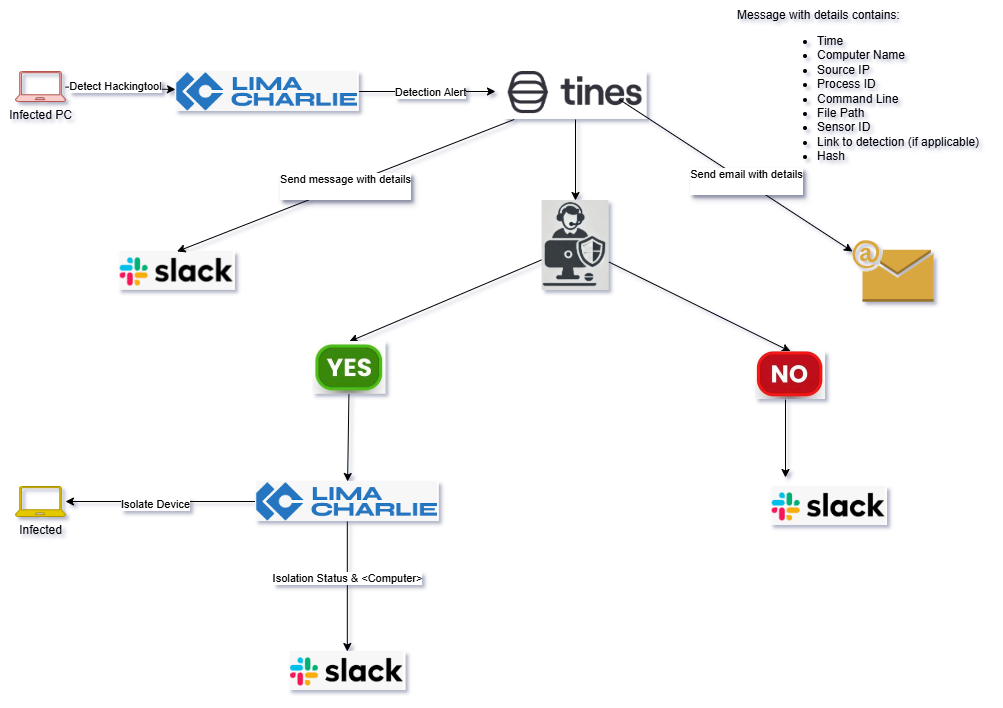 Message with details contains:
Time
Computer Name
Source IP
Process ID
Command Line
File Path
Sensor ID
Link to detection (if applicable)
Hash
Infected PC
Detect Hackingtool
LIMA
CHARLIE
Detection Alert
tines
Send message with details
Send email with details
slack
@
YES
NO
Infected
Isolate Device
LIMA
CHARLIE
slack
Isolation Status & <Computer>
slack